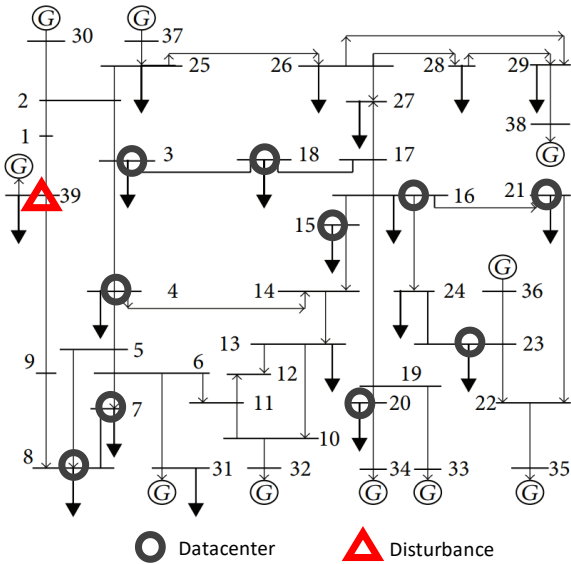 G G
30 37
25 26 28 29
2 27
1 38
G G
3 18 17
39 16 21
15
G
4 14 24 36
5 13 23
9 6 12 19
7 11 20 22
8 10
31 32 34 33 35
G G G G G
Datacenter Disturbance